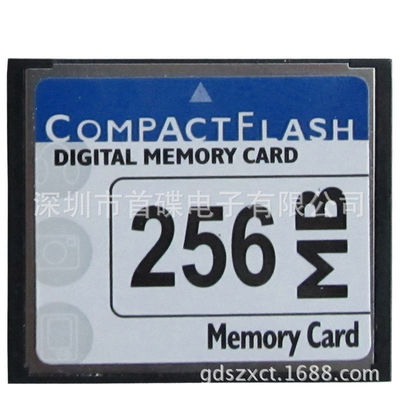 COMPACTFLASH
DIGITAL MEMORY CARD
深圳市首碟电子有限公司
256 MB
Memory Card
gdszxct.1688.com